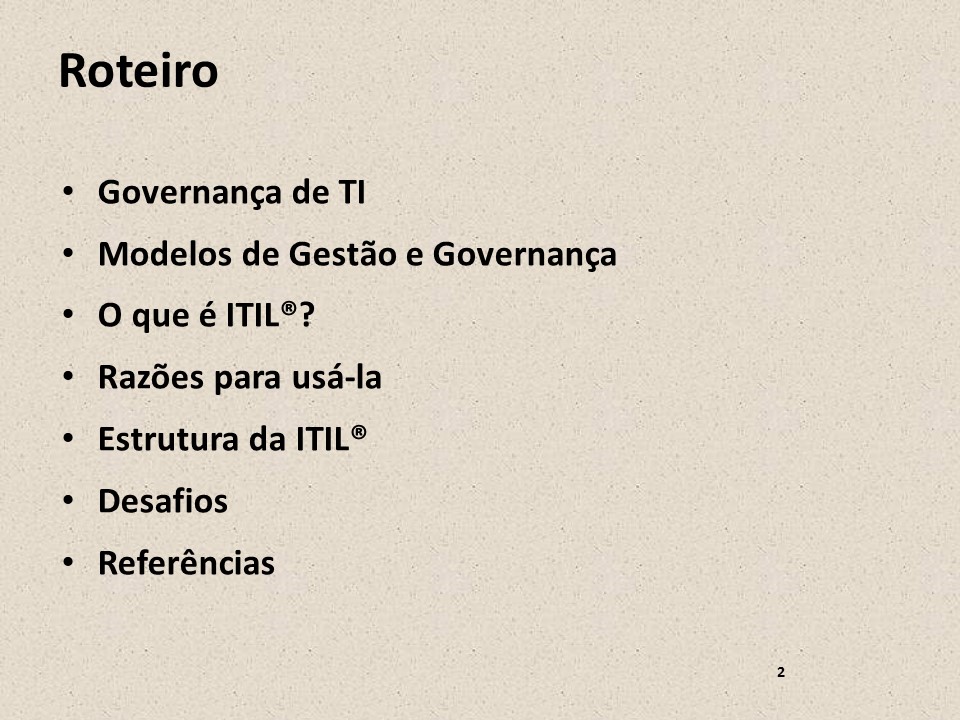 Roteiro
• Governança de TI
• Modelos de Gestão e Governança
• O que é ITIL®?
• Razões para usá-la
• Estrutura da ITIL®
• Desafios
• Referências
2